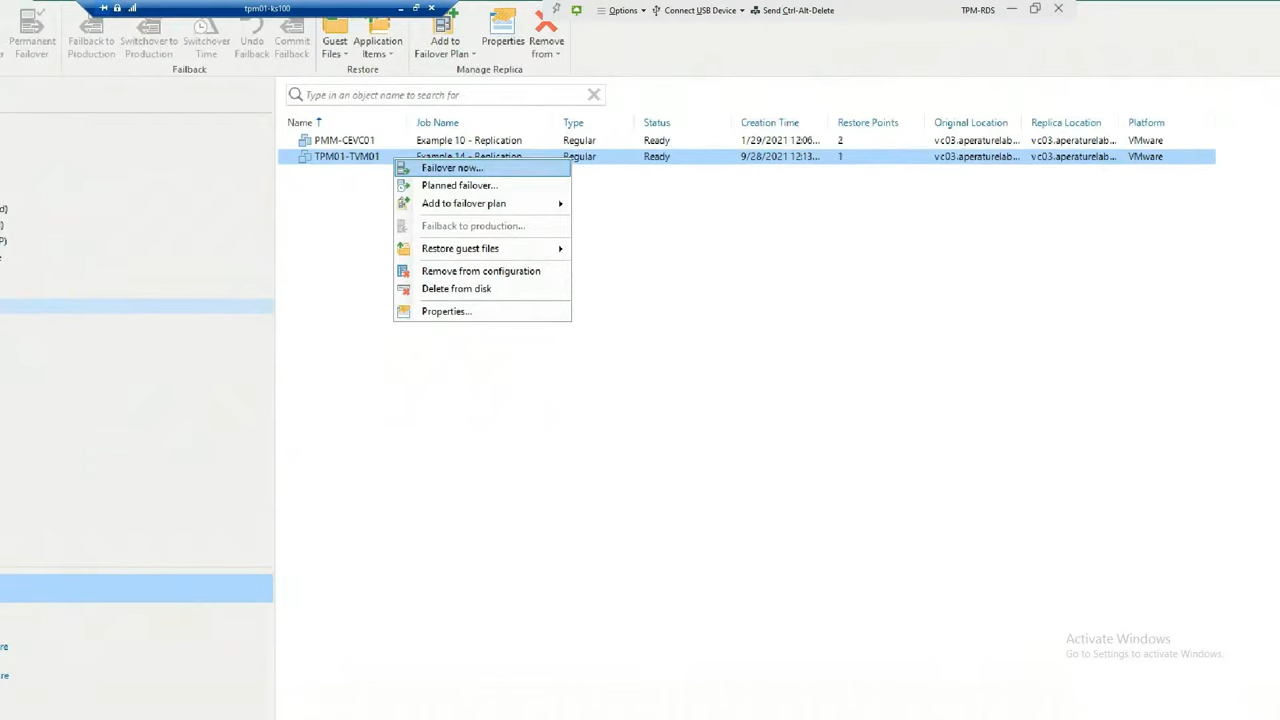 tpm01-ks100
Options
Connect USB Device
Send Ctrl-Alt-Delete
TPM-RDS
Permanent Failover
Failback to Production
Switchover to Production
Switchover Time
Undo Failback
Commit Failback
Guest Files
Application Items
Add to Failover Plan
Properties
Remove from
Failback
Restore
Manage Replica
Type in an object name to search for
Name Job Name Type Status Creation Time Restore Points Original Location Replica Location Platform
PMM-CEVC01 Example 10 - Replication Regular Ready 1/29/2021 12:06... 2 vc03.aperaturelab... vc03.aperaturelab... VMware
TPM01-TVM01 Example 14 - Replication Regular Ready 9/28/2021 12:13... 1 vc03.aperaturelab... vc03.aperaturelab... VMware
Failover now...
Planned failover...
Add to failover plan
Failback to production...
Restore guest files
Remove from configuration
Delete from disk
Properties...
d)
)
P)
e
re
re
Activate Windows
Go to Settings to activate Windows.